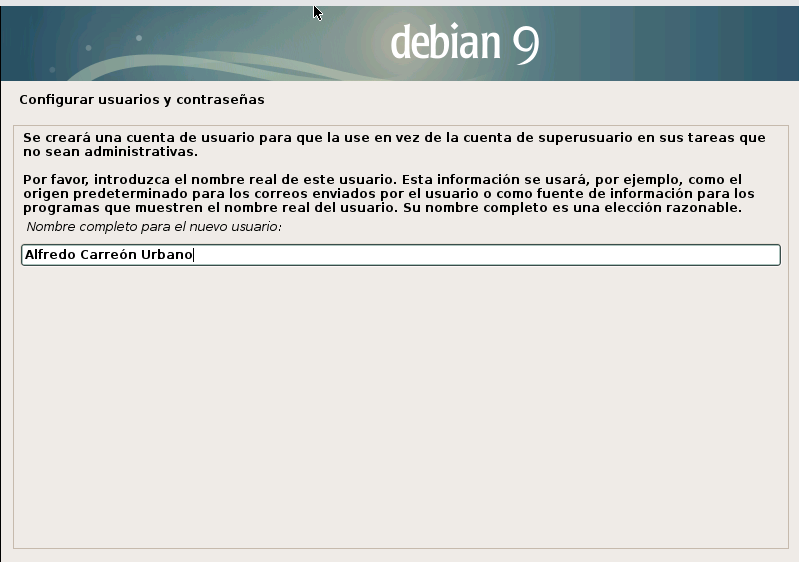 debian 9
Configurar usuarios y contraseñas
Se creará una cuenta de usuario para que la use en vez de la cuenta de superusuario en sus tareas que
no sean administrativas.
Por favor, introduzca el nombre real de este usuario. Esta información se usará, por ejemplo, como el
origen predeterminado para los correos enviados por el usuario o como fuente de información para los
programas que muestren el nombre real del usuario. Su nombre completo es una elección razonable.
Nombre completo para el nuevo usuario:
Alfredo Carreón Urbano